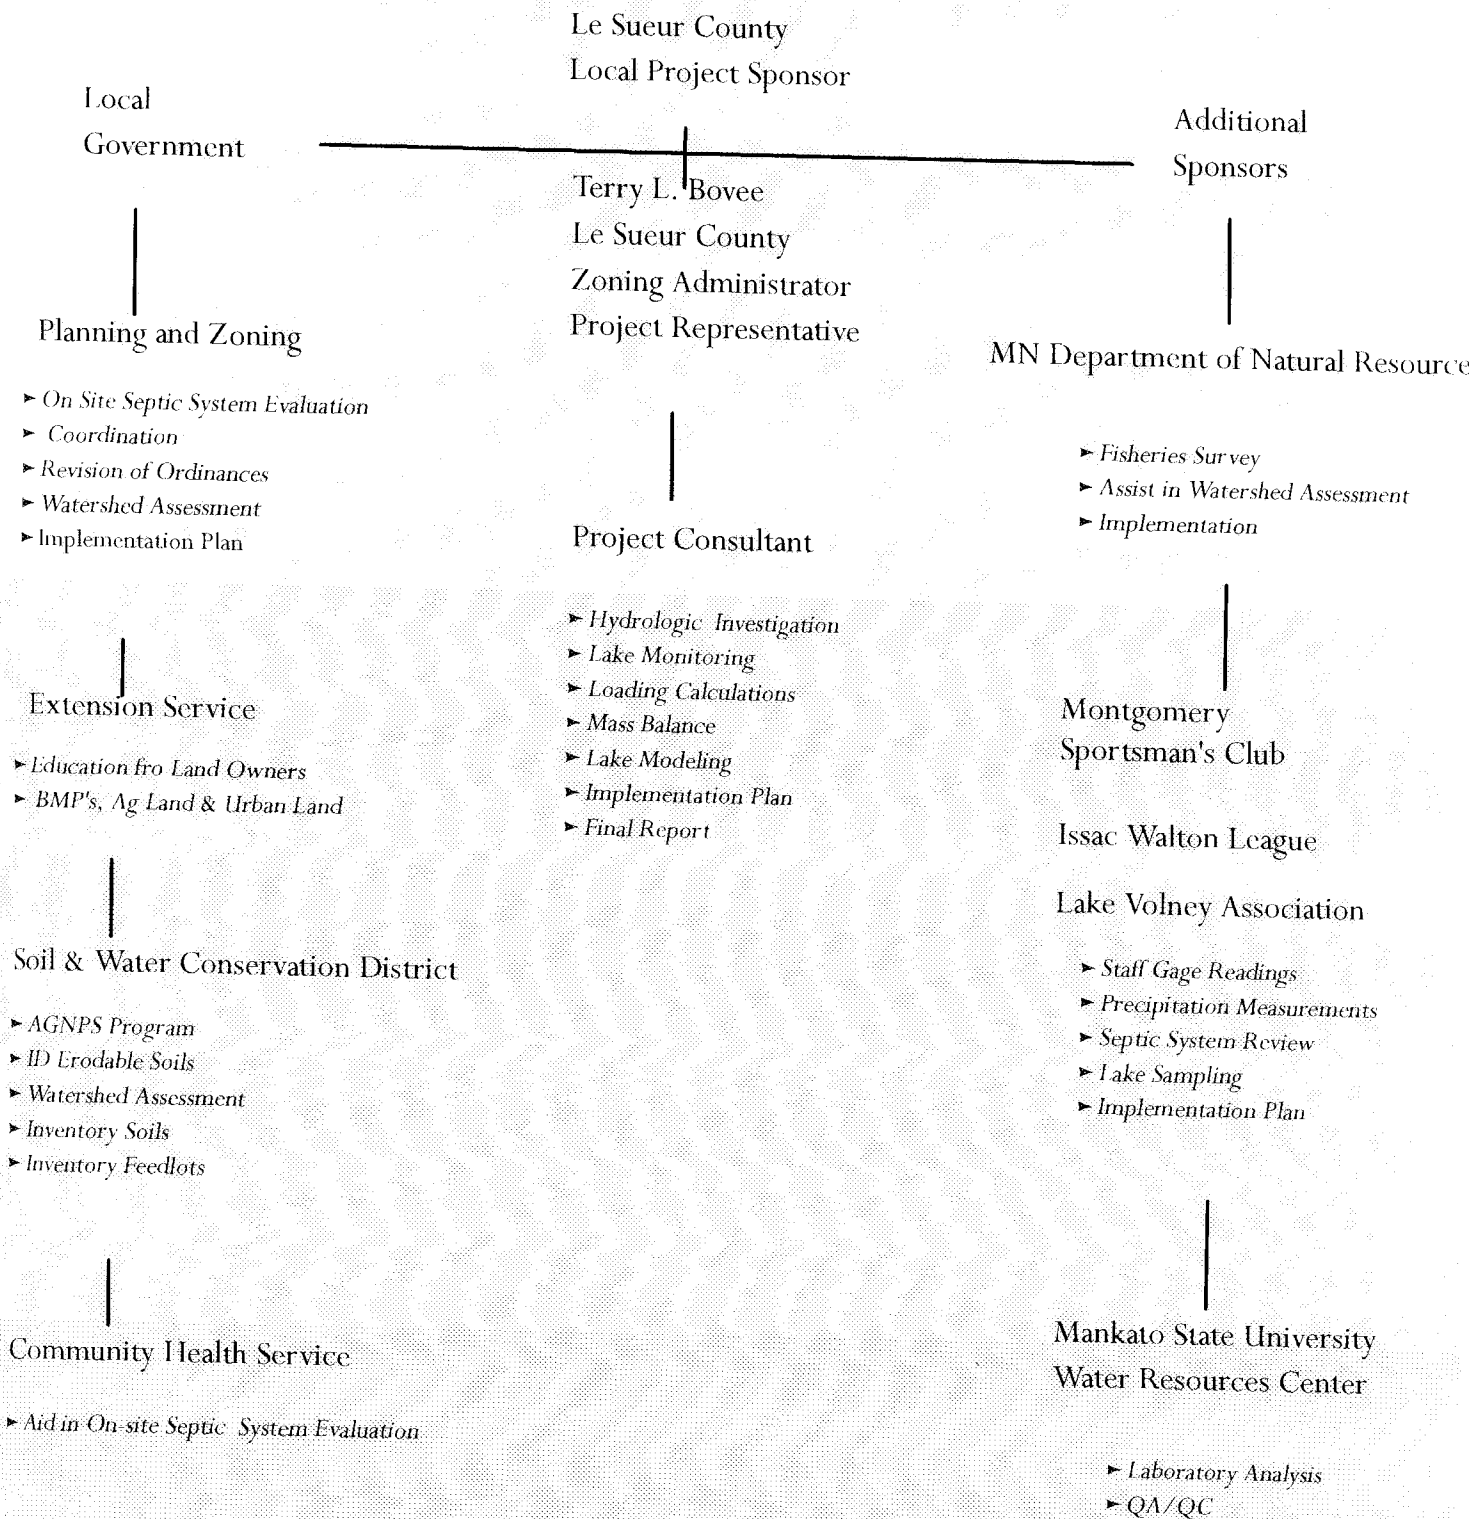 Le Sueur County
Local Project Sponsor
Local
Government
Additional
Sponsors
Terry L. Bovee
Le Sueur County
Zoning Administrator
Project Representative
Planning and Zoning
➤ On Site Septic System Evaluation
➤ Coordination
➤ Revision of Ordinances
➤ Watershed Assessment
➤ Implementation Plan
Extension Service
➤ Education fro Land Owners
➤ BMP's, Ag Land & Urban Land
Soil & Water Conservation District
➤ AGNPS Program
➤ ID Erodable Soils
➤ Watershed Assessment
➤ Inventory Soils
➤ Inventory Feedlots
Community Health Service
➤ Aid in On-site Septic System Evaluation
Project Consultant
➤ Hydrologic Investigation
➤ Lake Monitoring
➤ Loading Calculations
➤ Mass Balance
➤ Lake Modeling
➤ Implementation Plan
➤ Final Report
MN Department of Natural Resource
➤ Fisheries Survey
➤ Assist in Watershed Assessment
➤ Implementation
Montgomery
Sportsman's Club
Issac Walton League
Lake Volney Association
➤ Staff Gage Readings
➤ Precipitation Measurements
➤ Septic System Review
➤ Lake Sampling
➤ Implementation Plan
Mankato State University
Water Resources Center
➤ Laboratory Analysis
➤ QA/QC